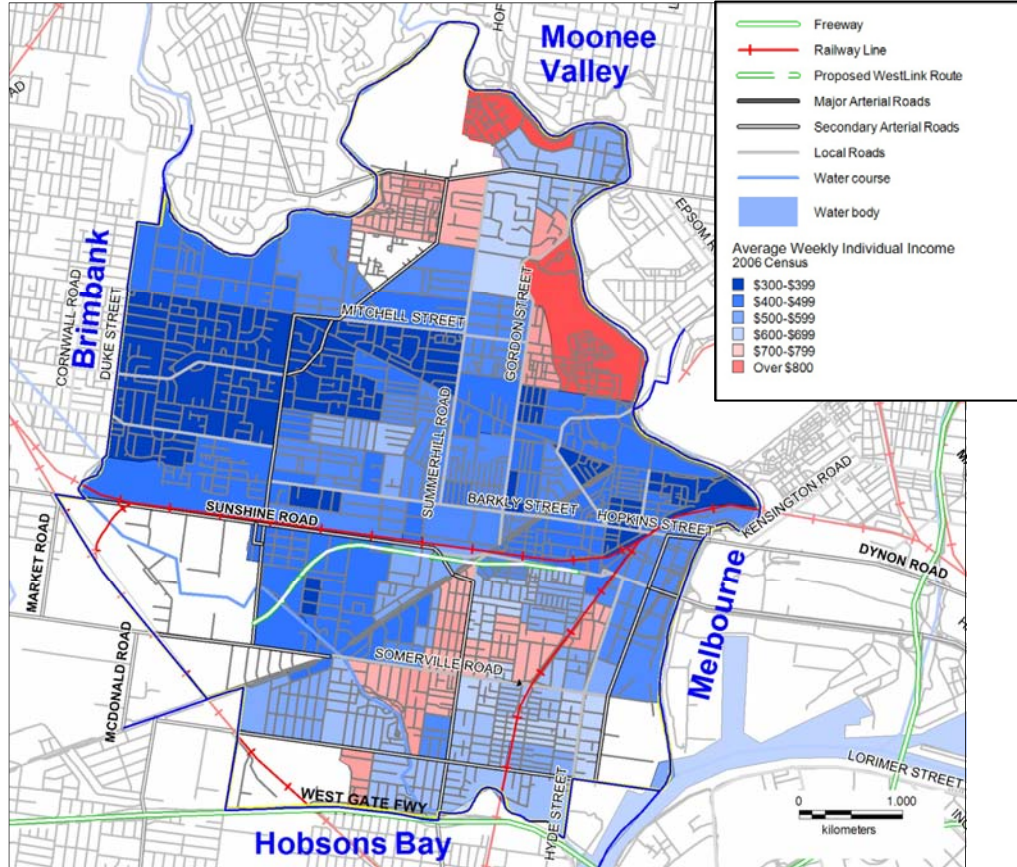 Moonee
Valley
Freeway
Railway Line
Proposed WestLink Route
Major Arterial Roads
Secondary Arterial Roads
Local Roads
Water course
Water body
Average Weekly Individual Income
2006 Census
$300-$399
$400-$499
$500-$599
$600-$699
$700-$799
Over $800
EPSOM R
Brimbank
CORNWALL ROAD
DUKE STREET
MITCHELL STREET
GORDON STREET
SUMMERHILL ROAD
BARKLY STREET
HOPKINS STREET
SUNSHINE ROAD
KENSINGTON ROAD
DYNON ROAD
MARKET ROAD
MCDONALD ROAD
SOMERVILLE ROAD
Melbourne
LORIMER STREET
HYDE STREET
WEST GATE FWY
Hobsons Bay
0 1,000
kilometers